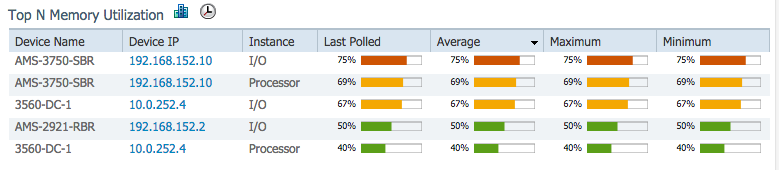 Top N Memory Utilization
Device Name Device IP Instance Last Polled Average Maximum Minimum
AMS-3750-SBR 192.168.152.10 I/O 75% 75% 75% 75%
AMS-3750-SBR 192.168.152.10 Processor 69% 69% 69% 69%
3560-DC-1 10.0.252.4 I/O 67% 67% 67% 67%
AMS-2921-RBR 192.168.152.2 I/O 50% 50% 50% 50%
3560-DC-1 10.0.252.4 Processor 40% 40% 40% 40%